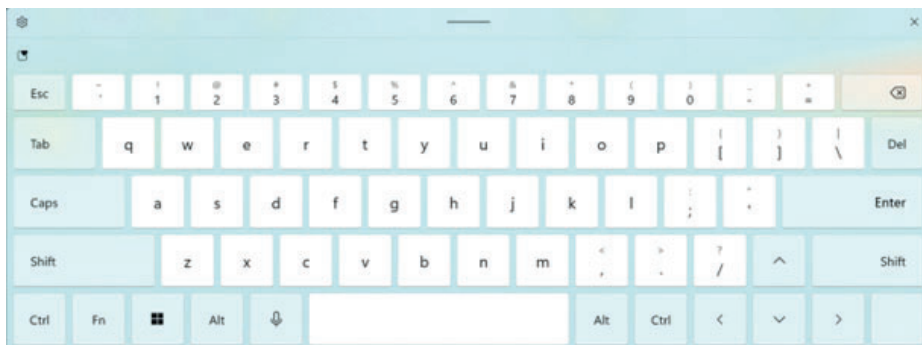 Esc ~ ` ! 1 @ 2 # 3 $ 4 % 5 ^ 6 & 7 * 8 ( 9 ) 0 _ - + =
Tab q w e r t y u i o p { [ } ] | \ Del
Caps a s d f g h j k l : ; " ' Enter
Shift z x c v b n m < , > . ? / Shift
Ctrl Fn Alt Alt Ctrl